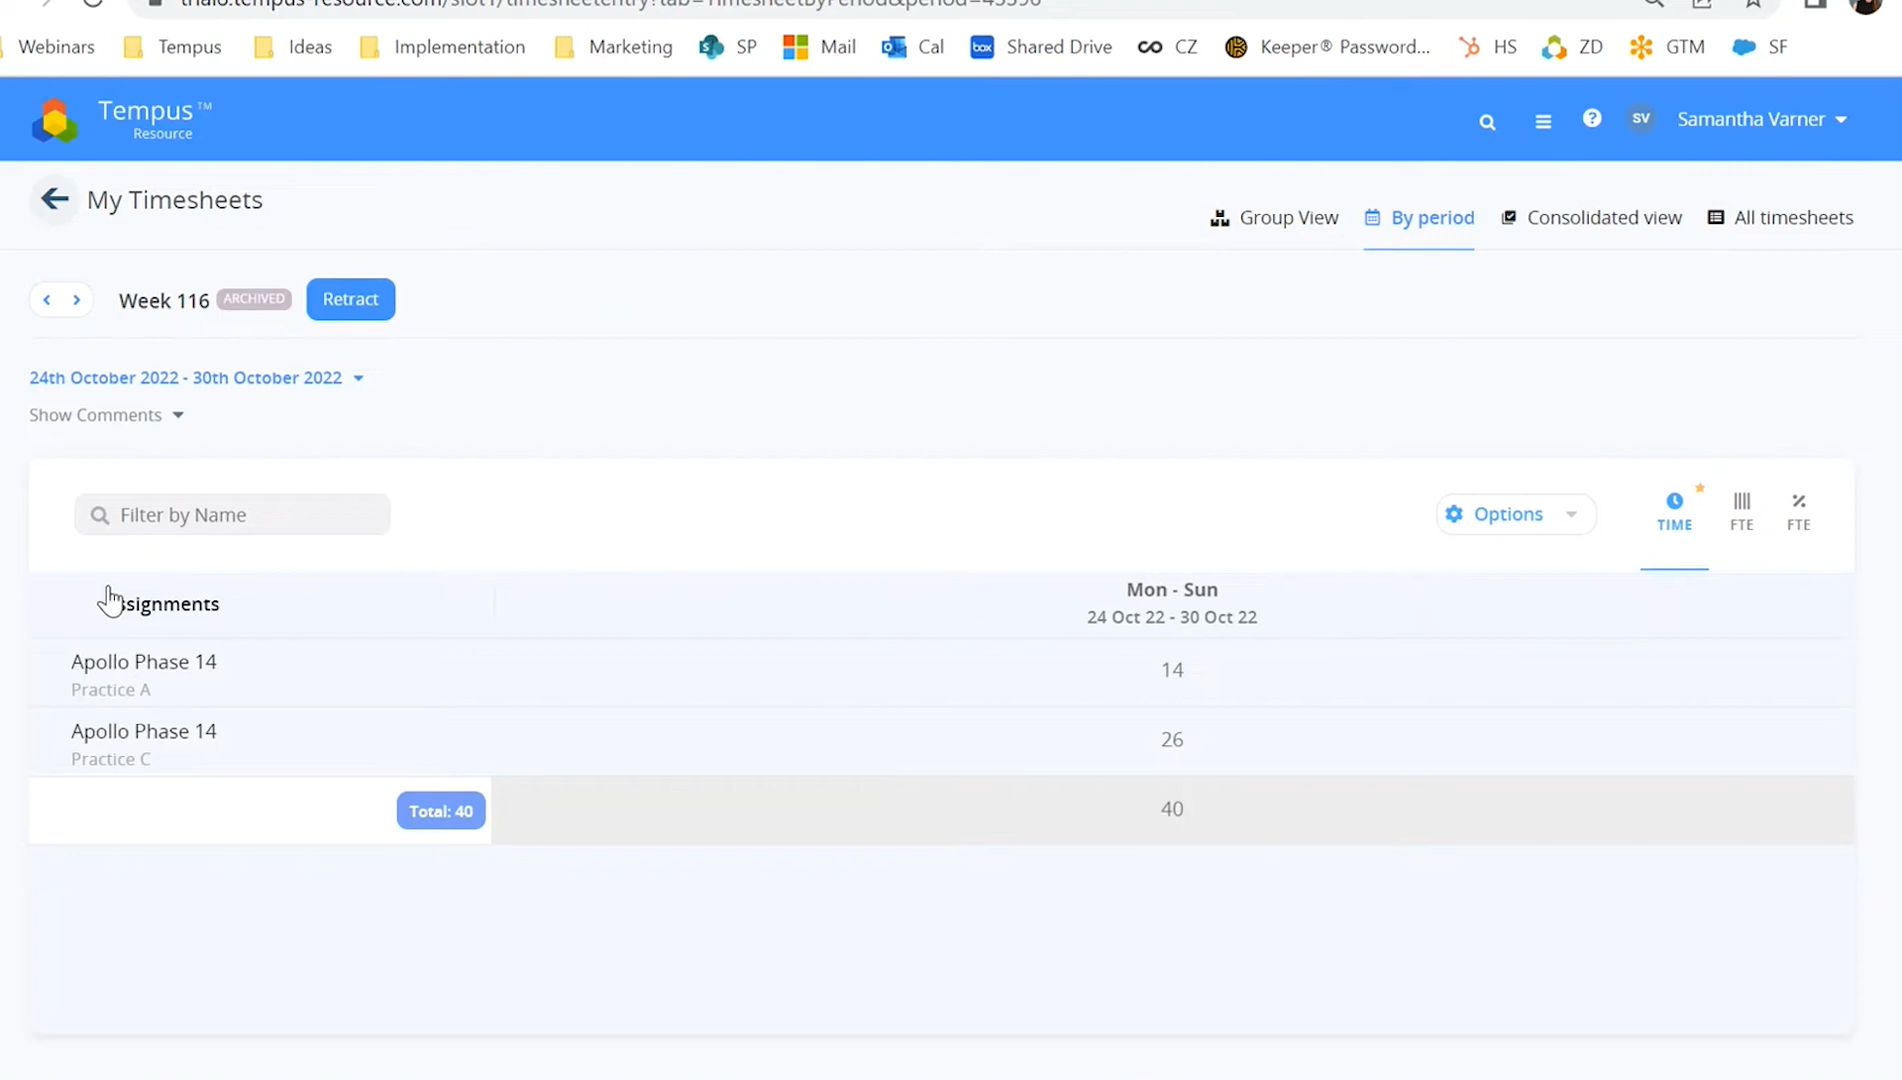 Webinars Tempus Ideas Implementation Marketing SP Mail Cal box Shared Drive CZ Keeper® Password... HS ZD GTM SF
Tempus™
Resource
? SV Samantha Varner
My Timesheets
Group View By period Consolidated view All timesheets
Week 116 ARCHIVED Retract
24th October 2022 - 30th October 2022
Show Comments
Filter by Name
Options
TIME
FTE
FTE
ssignments
Mon - Sun
24 Oct 22 - 30 Oct 22
Apollo Phase 14
Practice A
14
Apollo Phase 14
Practice C
26
Total: 40
40